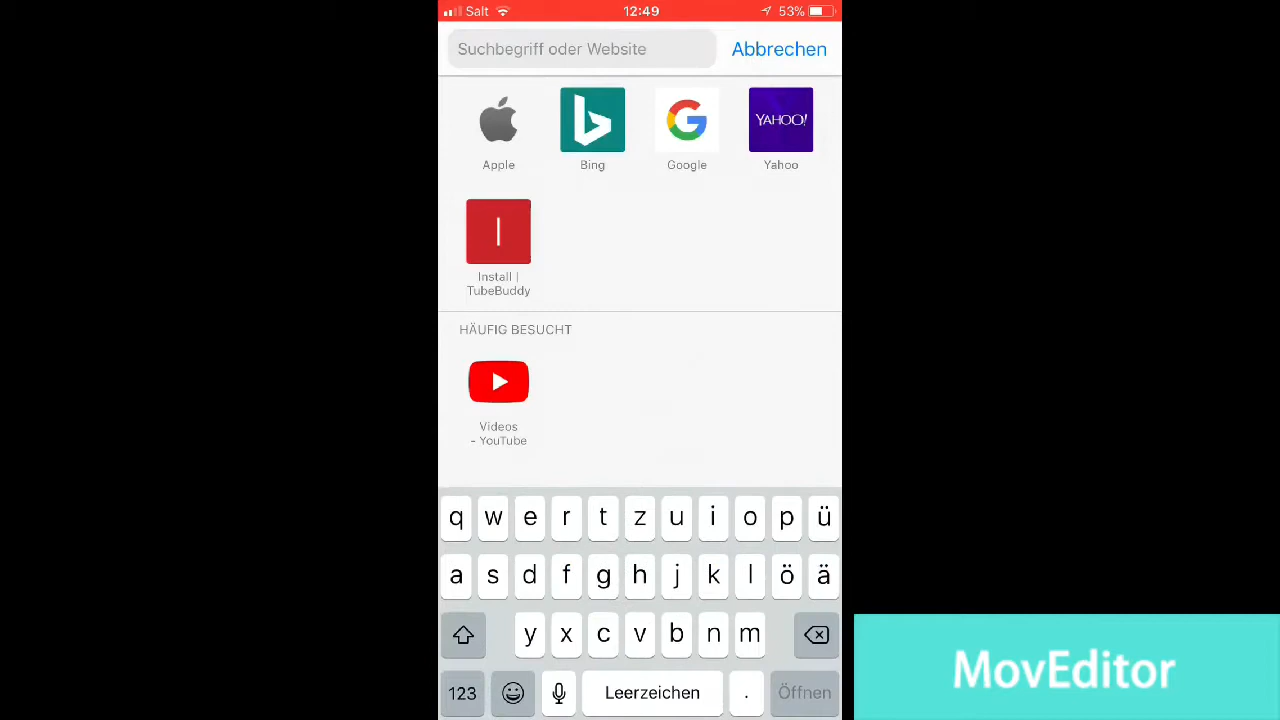 Salt 12:49 53%
Suchbegriff oder Website Abbrechen
YAHOO!
Apple Bing Google Yahoo
Install |
TubeBuddy
HÄUFIG BESUCHT
Videos
- YouTube
q w e r t z u i o p ü
a s d f g h j k l ö ä
y x c v b n m
123 Leerzeichen . Öffnen
MovEditor